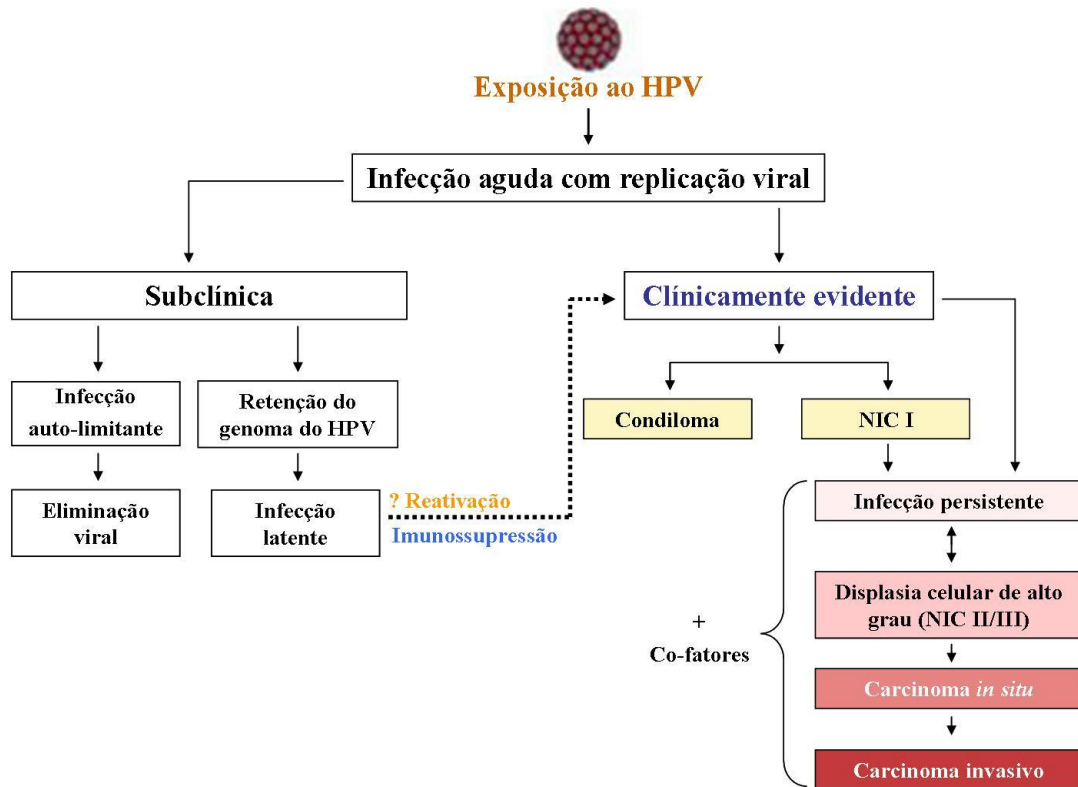 Exposição ao HPV
Infecção aguda com replicação viral
Subclínica
Clínicamente evidente
Infecção
auto-limitante
Retenção do
genoma do HPV
Condiloma
NIC I
Eliminação
viral
Infecção
latente
? Reativação
Imunossupressão
Infecção persistente
Displasia celular de alto
grau (NIC II/III)
+
Co-fatores
Carcinoma in situ
Carcinoma invasivo